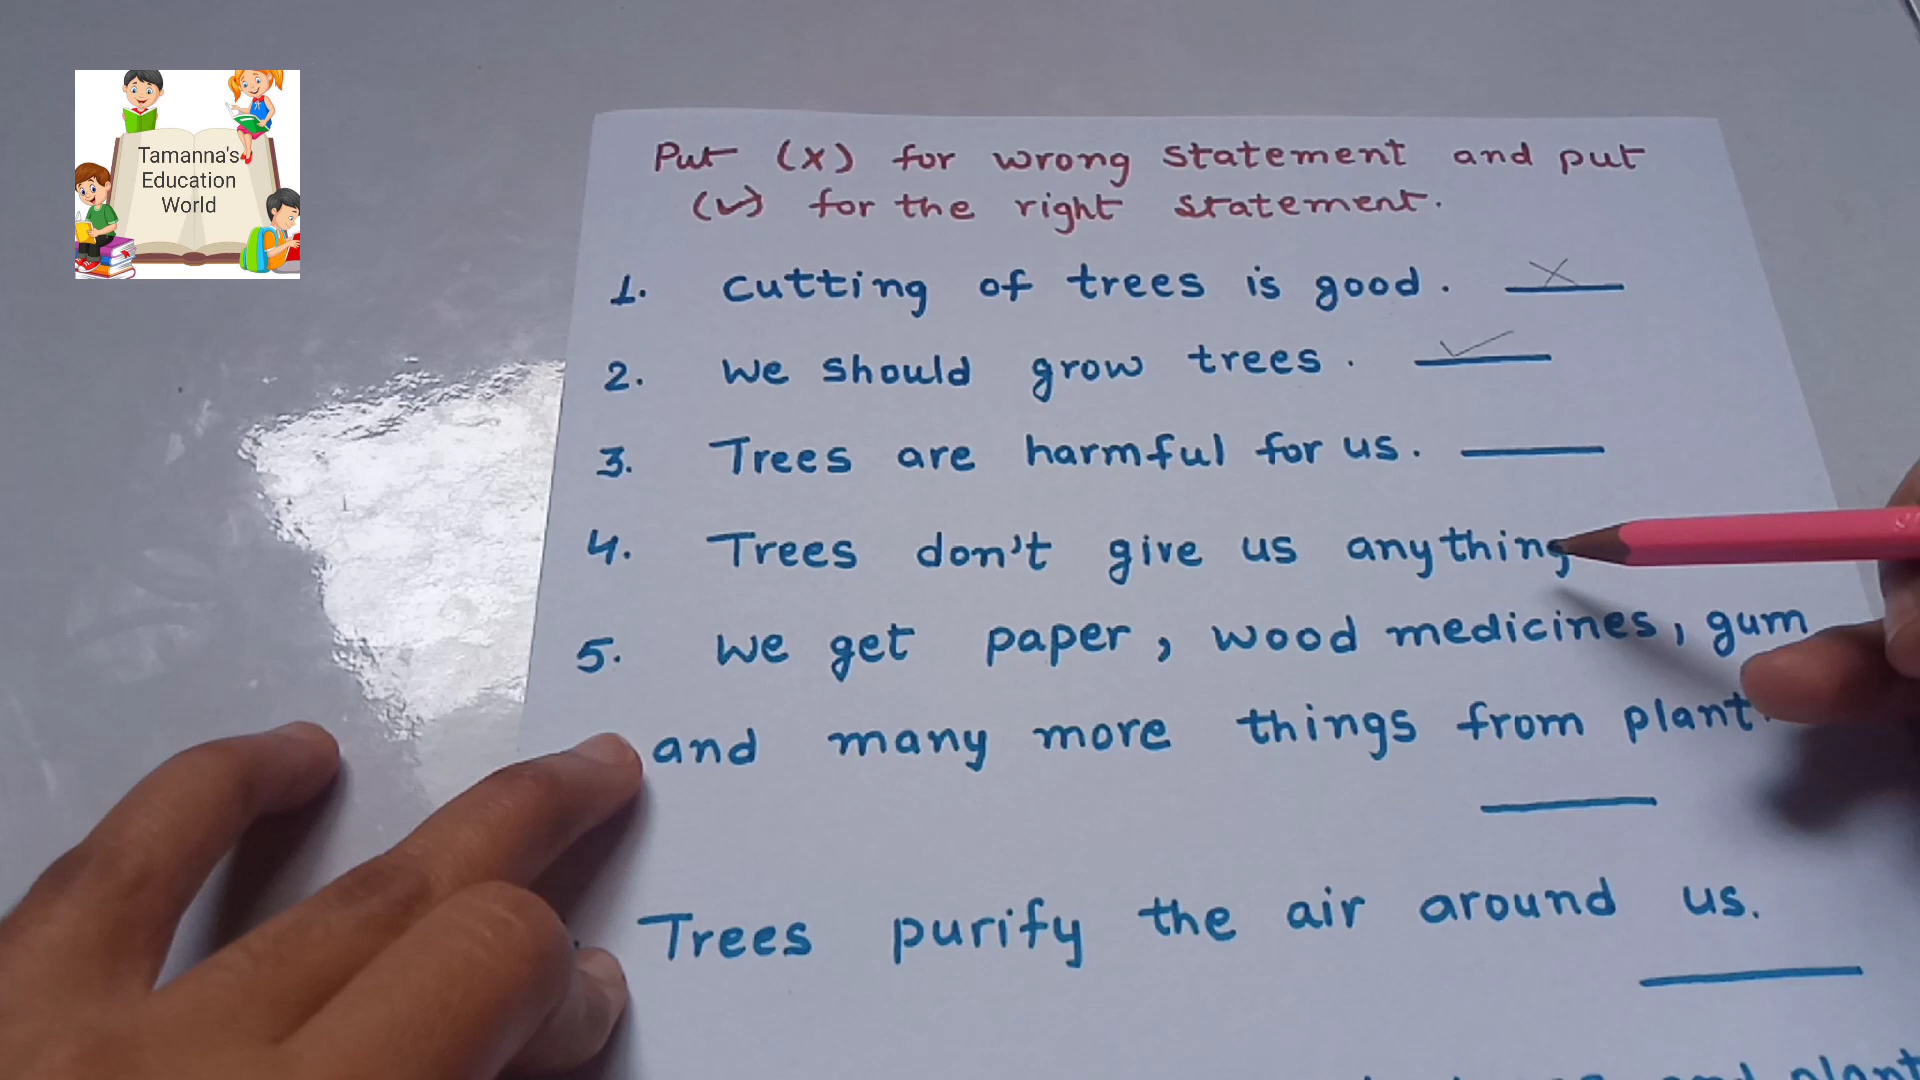 Tamanna's
Education
World
Put (x) for wrong statement and put
(✓) for the right statement.
1. cutting of trees is good. ✗
2. we should grow trees. ✓
3. Trees are harmful for us.
4. Trees don't give us anything
5. we get paper, wood medicines, gum
and many more things from plant.
Trees purify the air around us.
and plant